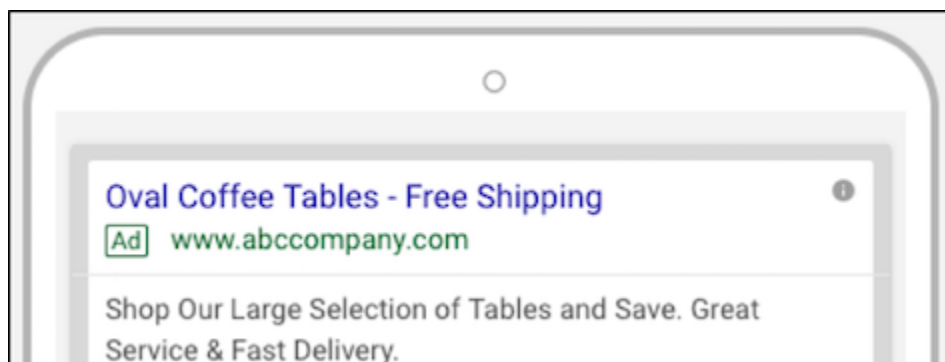 Oval Coffee Tables - Free Shipping
Ad www.abccompany.com
Shop Our Large Selection of Tables and Save. Great
Service & Fast Delivery.